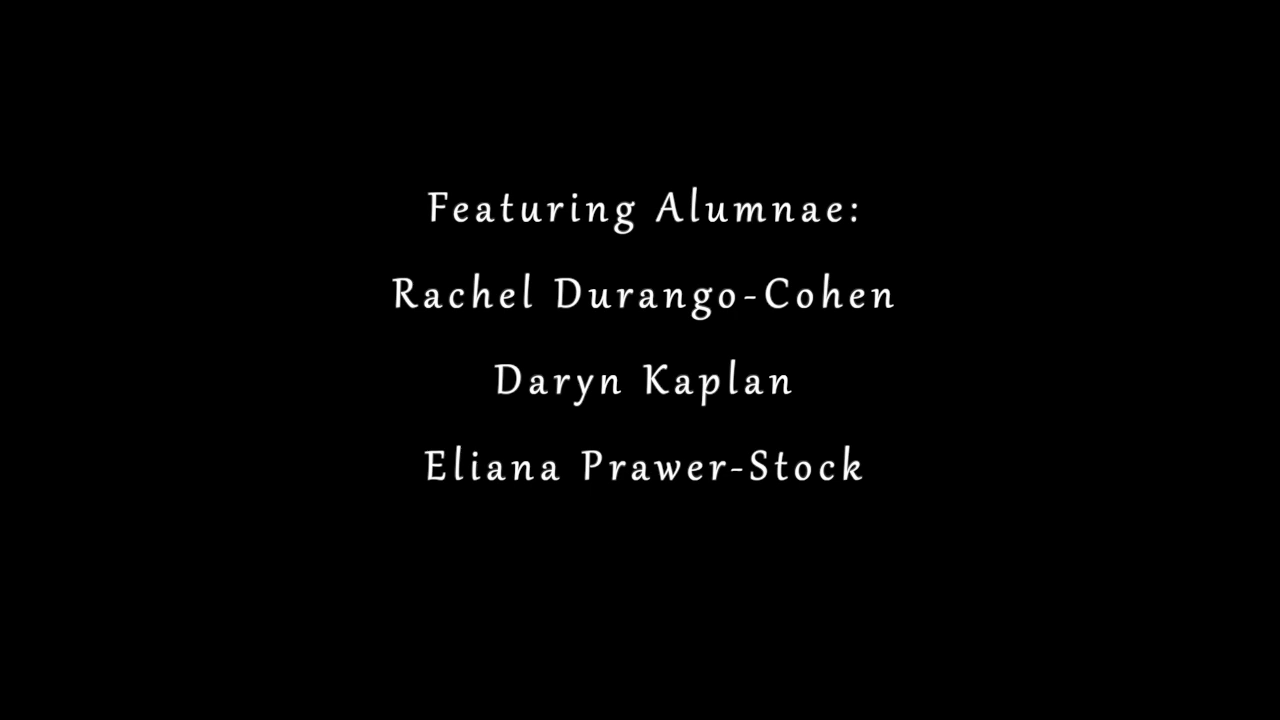 Featuring Alumnae:
Rachel Durango-Cohen
Daryn Kaplan
Eliana Prawer-Stock